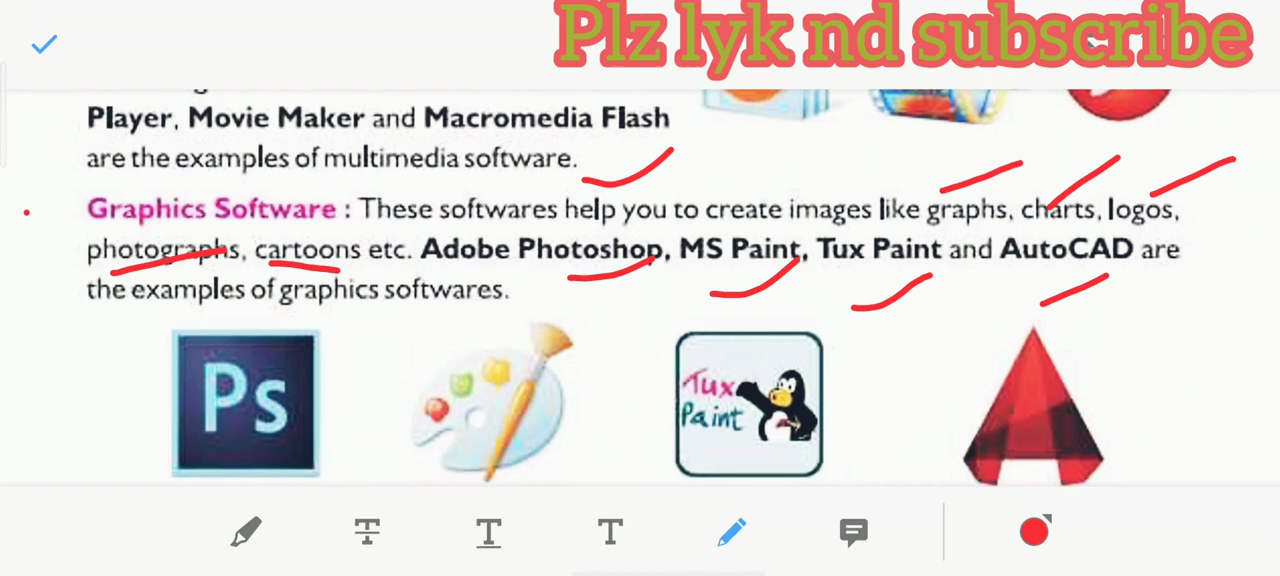 Plz lyk nd subscribe
Player, Movie Maker and Macromedia Flash
are the examples of multimedia software.
Graphics Software : These softwares help you to create images like graphs, charts, logos,
photographs, cartoons etc. Adobe Photoshop, MS Paint, Tux Paint and AutoCAD are
the examples of graphics softwares.
Ps
Tux
Paint